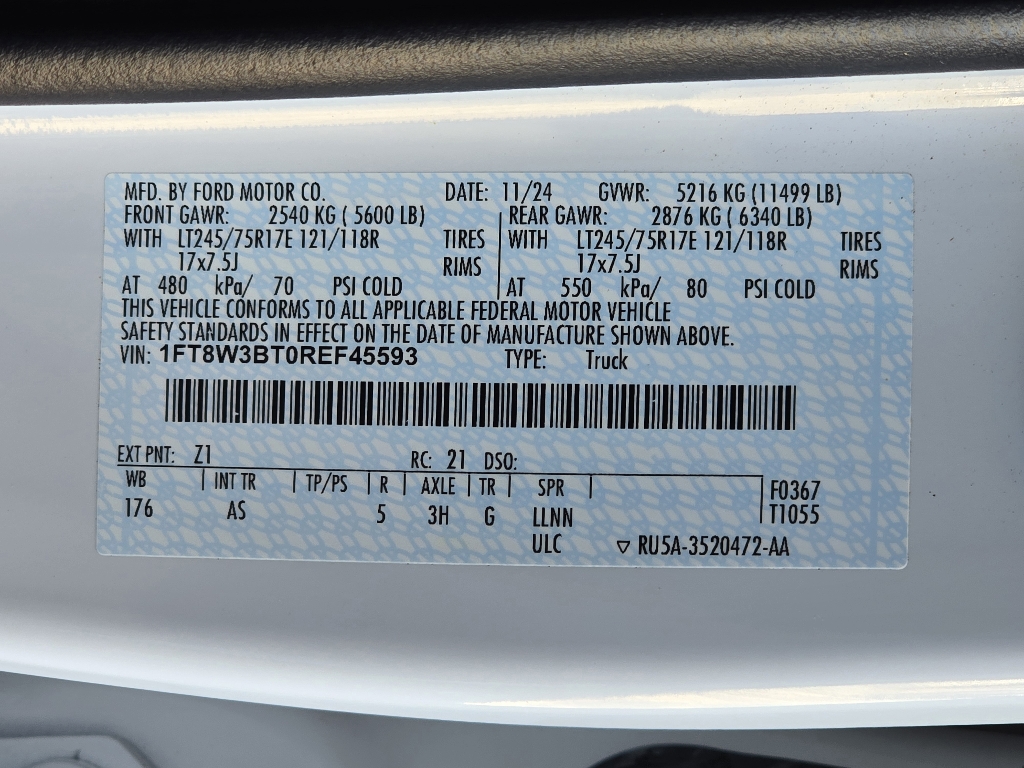 MFD. BY FORD MOTOR CO. DATE: 11/24 GVWR: 5216 KG (11499 LB)
FRONT GAWR: 2540 KG ( 5600 LB) REAR GAWR: 2876 KG ( 6340 LB)
WITH LT245/75R17E 121/118R TIRES WITH LT245/75R17E 121/118R TIRES
17x7.5J RIMS 17x7.5J RIMS
AT 480 kPa/ 70 PSI COLD AT 550 kPa/ 80 PSI COLD
THIS VEHICLE CONFORMS TO ALL APPLICABLE FEDERAL MOTOR VEHICLE
SAFETY STANDARDS IN EFFECT ON THE DATE OF MANUFACTURE SHOWN ABOVE.
VIN: 1FT8W3BT0REF45593 TYPE: Truck
EXT PNT: Z1 RC: 21 DSO:
WB INT TR TP/PS R AXLE TR SPR F0367
176 AS 5 3H G LLNN T1055
ULC ▽ RU5A-3520472-AA